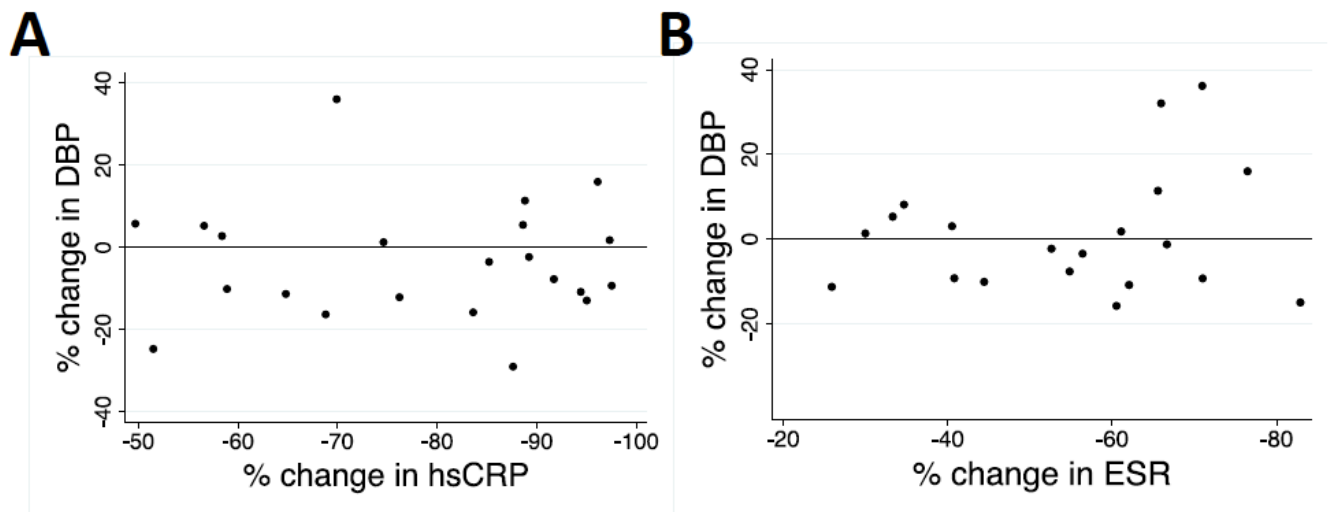 A
% change in DBP
40
20
0
-20
-40
-50 -60 -70 -80 -90 -100
% change in hsCRP
B
% change in DBP
40
20
0
-20
-20 -40 -60 -80
% change in ESR